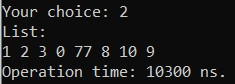 Your choice: 2
List:
1 2 3 0 77 8 10 9
Operation time: 10300 ns.